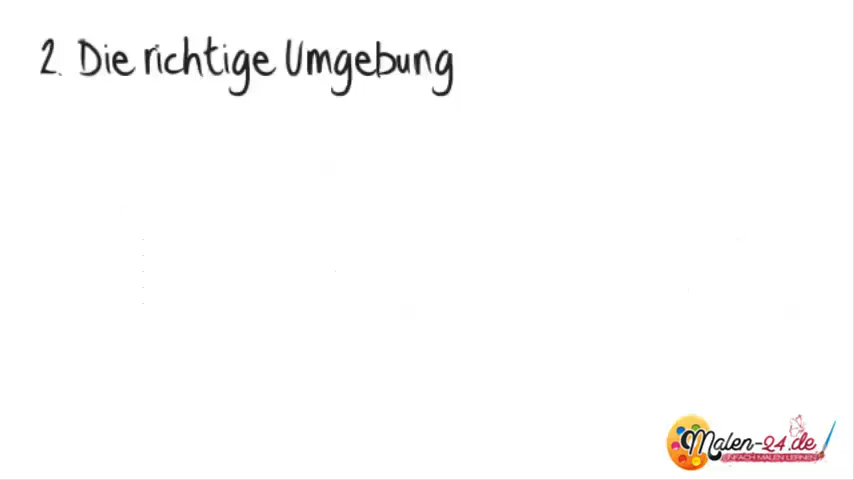 2. Die richtige Umgebung
Malen-24.de
EINFACH MALEN LERNEN